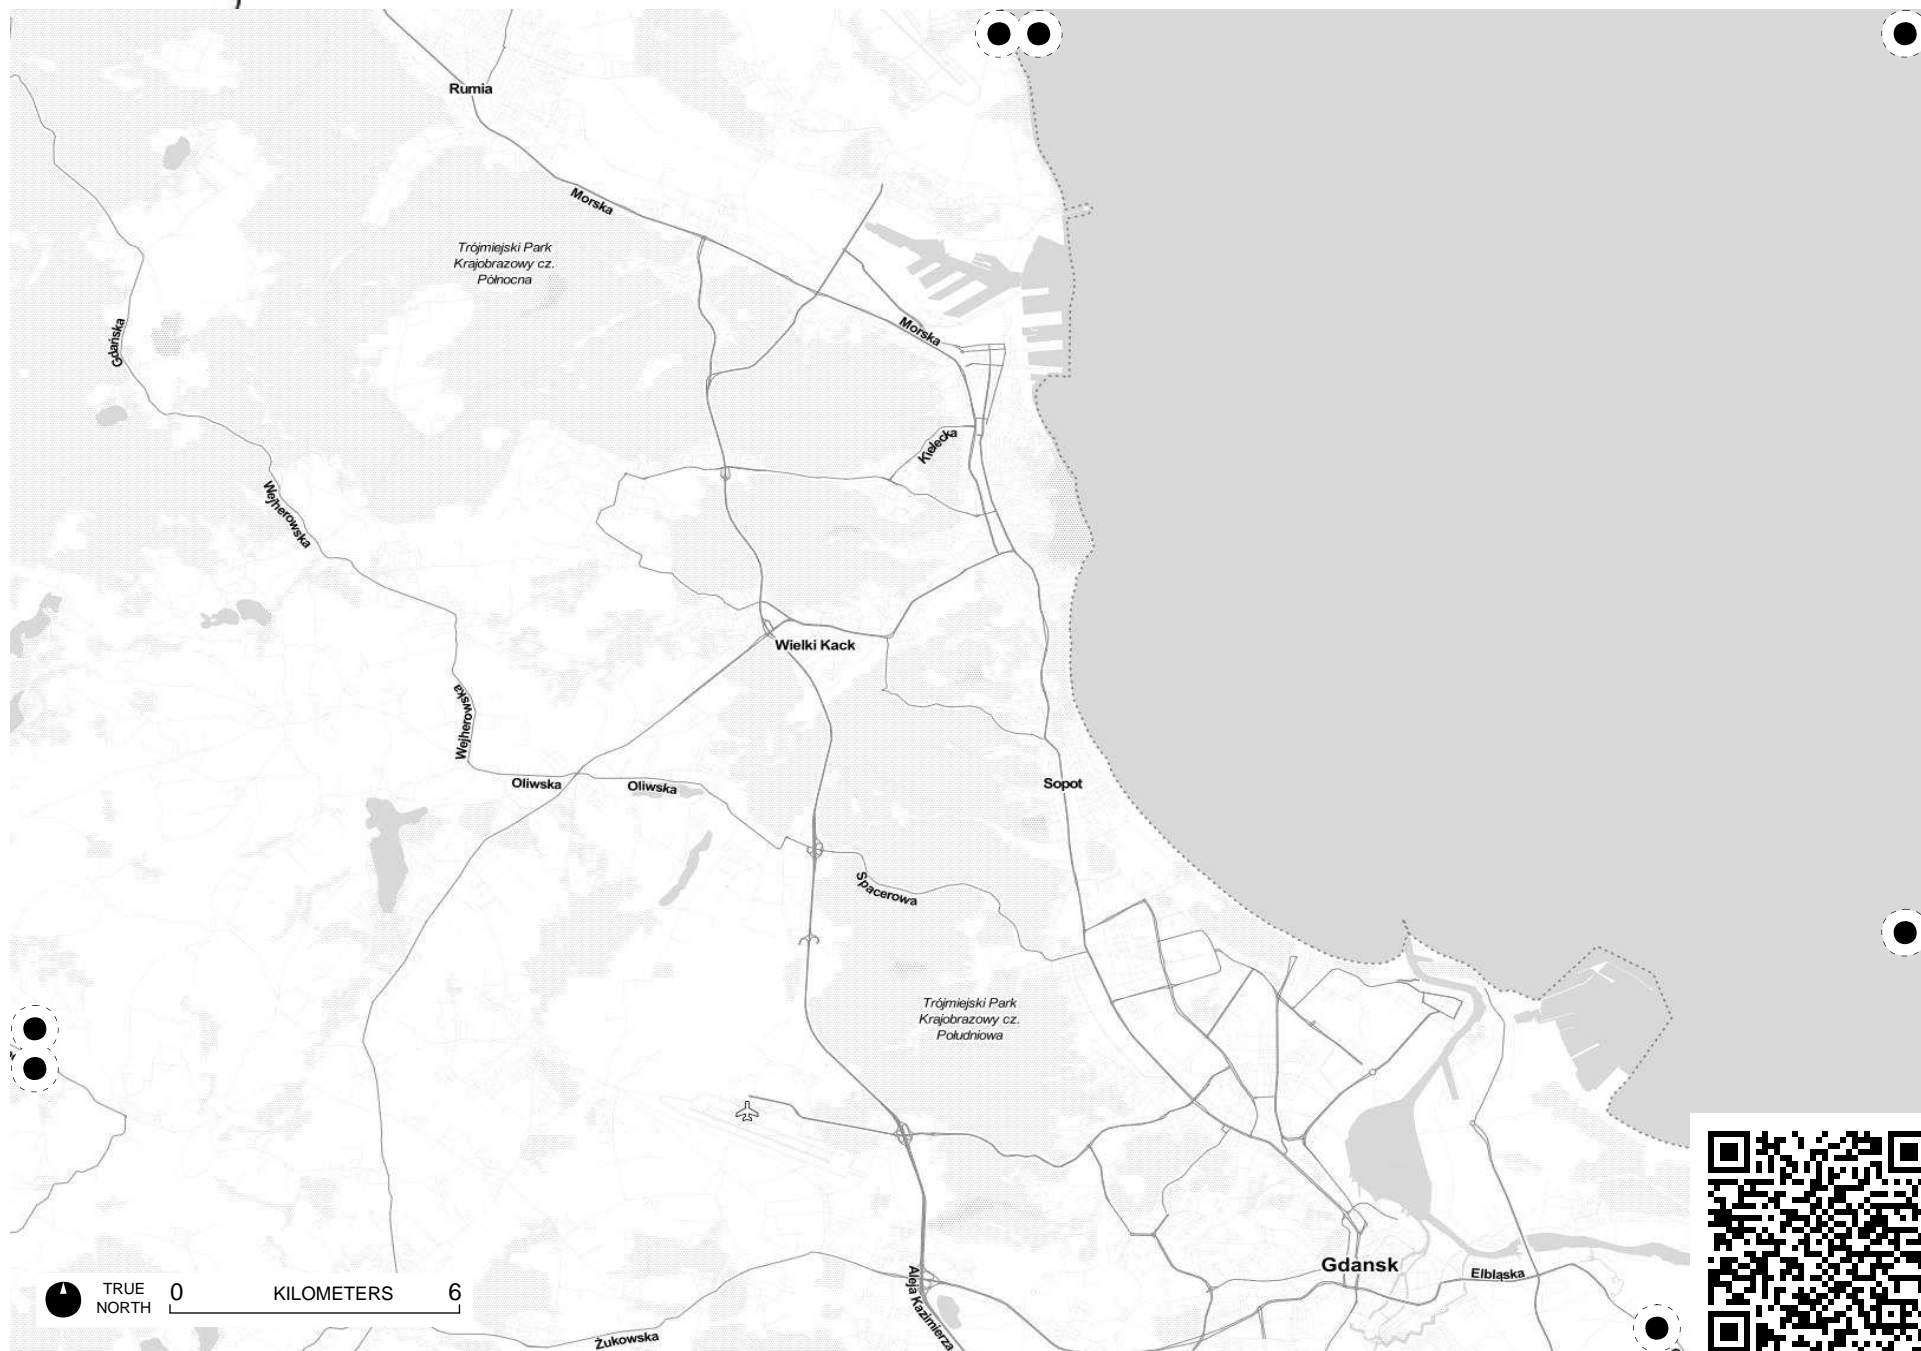 Rumia
Morska
Trójmiejski Park
Krajobrazowy cz.
Północna
Gdańska
Morska
Kielecka
Wejherowska
Wielki Kack
Wejherowska
Oliwska
Oliwska
Sopot
Spacerowa
Trójmiejski Park
Krajobrazowy cz.
Południowa
Gdansk
Elbląska
Aleja Kazimierza
Żukowska
TRUE
NORTH
0
KILOMETERS
6